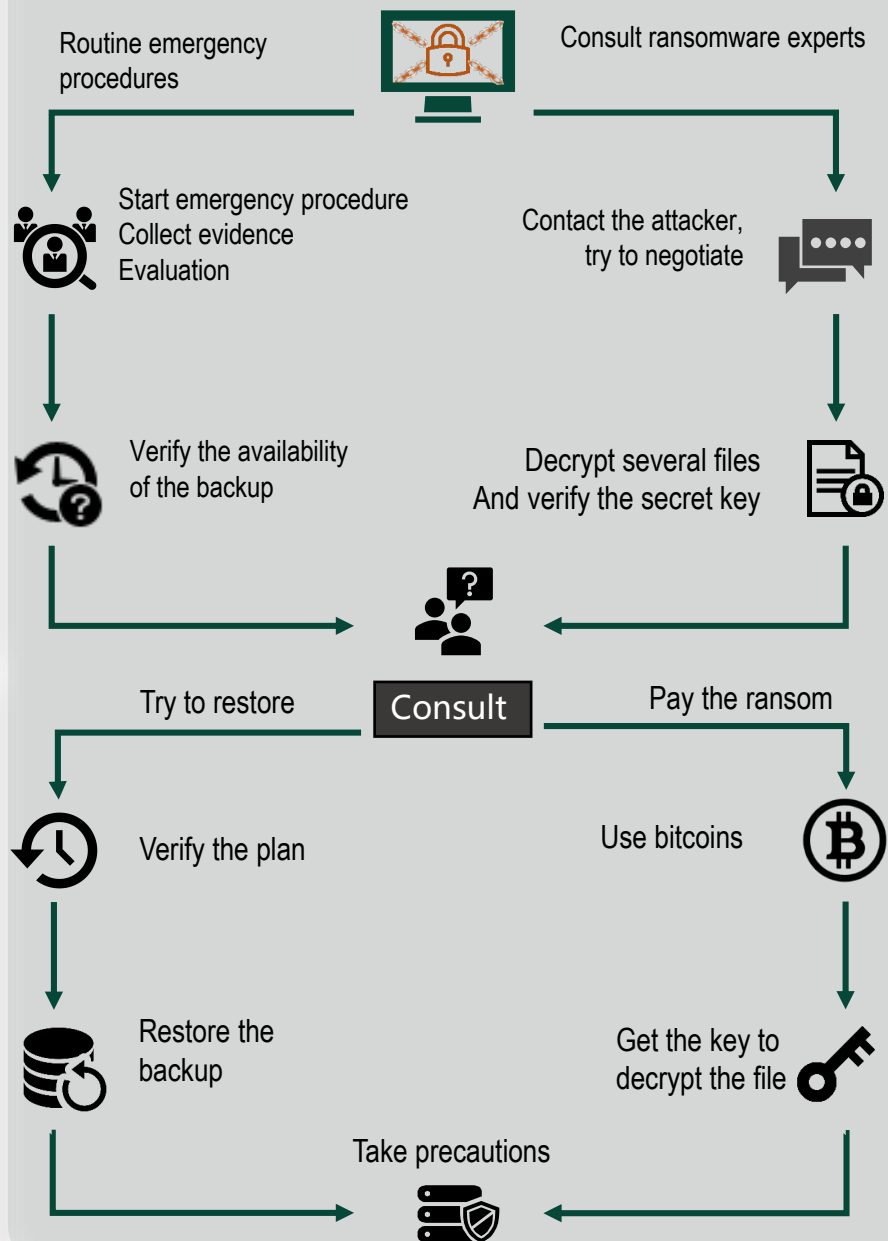 Routine emergency
procedures
Consult ransomware experts
Start emergency procedure
Collect evidence
Evaluation
Contact the attacker,
try to negotiate
Verify the availability
of the backup
Decrypt several files
And verify the secret key
?
?
Consult
Try to restore
Pay the ransom
Verify the plan
Use bitcoins
Restore the
backup
Get the key to
decrypt the file
Take precautions